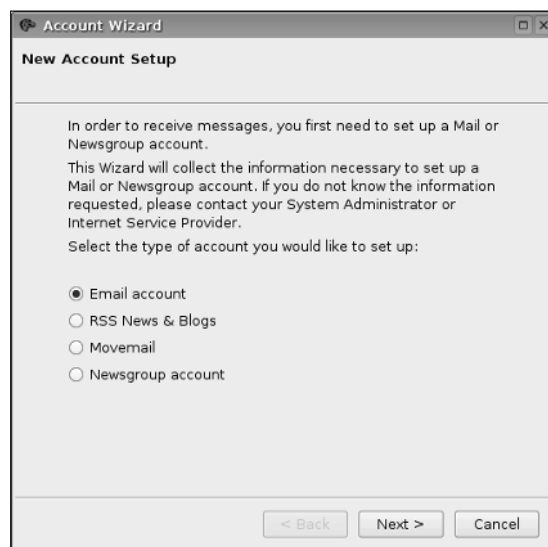 Account Wizard
New Account Setup
In order to receive messages, you first need to set up a Mail or
Newsgroup account.
This Wizard will collect the information necessary to set up a
Mail or Newsgroup account. If you do not know the information
requested, please contact your System Administrator or
Internet Service Provider.
Select the type of account you would like to set up:
Email account
RSS News & Blogs
Movemail
Newsgroup account
< Back Next > Cancel